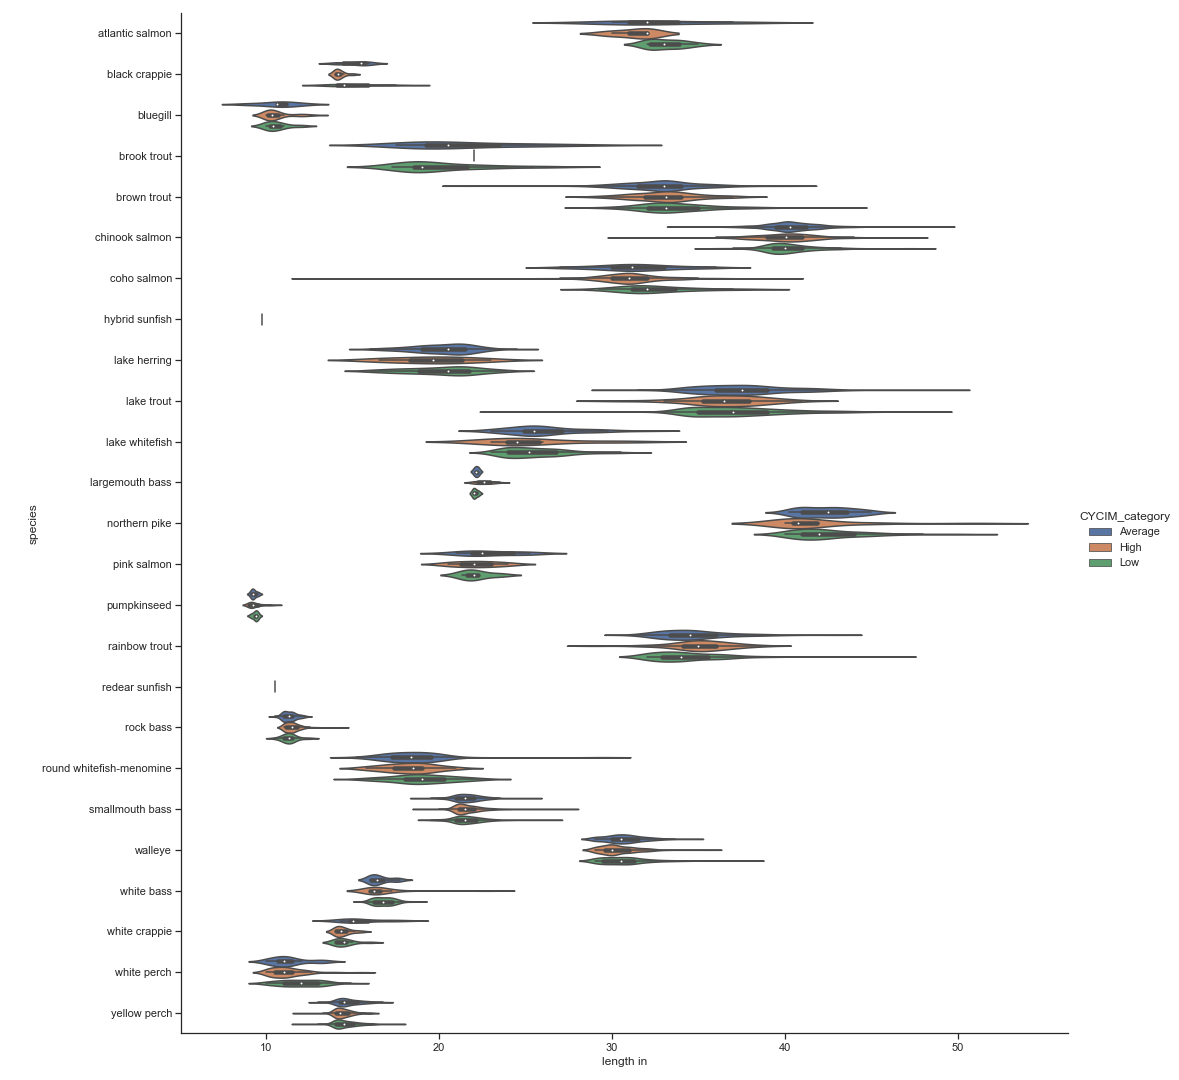 atlantic salmon
black crappie
bluegill
brook trout
brown trout
chinook salmon
coho salmon
hybrid sunfish
lake herring
lake trout
lake whitefish
largemouth bass
northern pike
pink salmon
pumpkinseed
rainbow trout
redear sunfish
rock bass
round whitefish-menomine
smallmouth bass
walleye
white bass
white crappie
white perch
yellow perch
species
10 20 30 40 50
length in
CYCIM_category
Average
High
Low